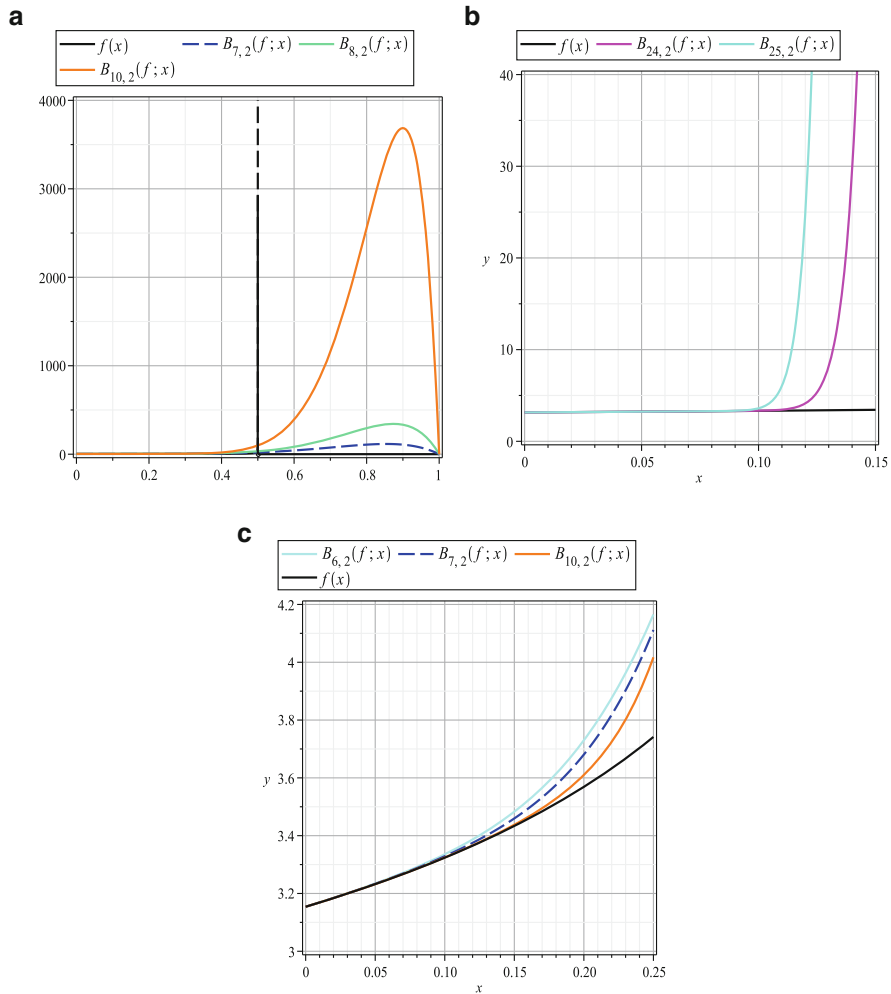 a
f(x) B7, 2(f; x) B8, 2(f; x)
B10, 2(f; x)
4000
3000
2000
1000
0
0 0.2 0.4 0.6 0.8 1
b
f(x) B24, 2(f; x) B25, 2(f; x)
40
30
y 20
10
0
0 0.05 0.10 0.15
x
c
B6, 2(f; x) B7, 2(f; x) B10, 2(f; x)
f(x)
4.2
4
3.8
y 3.6
3.4
3.2
3
0 0.05 0.10 0.15 0.20 0.25
x